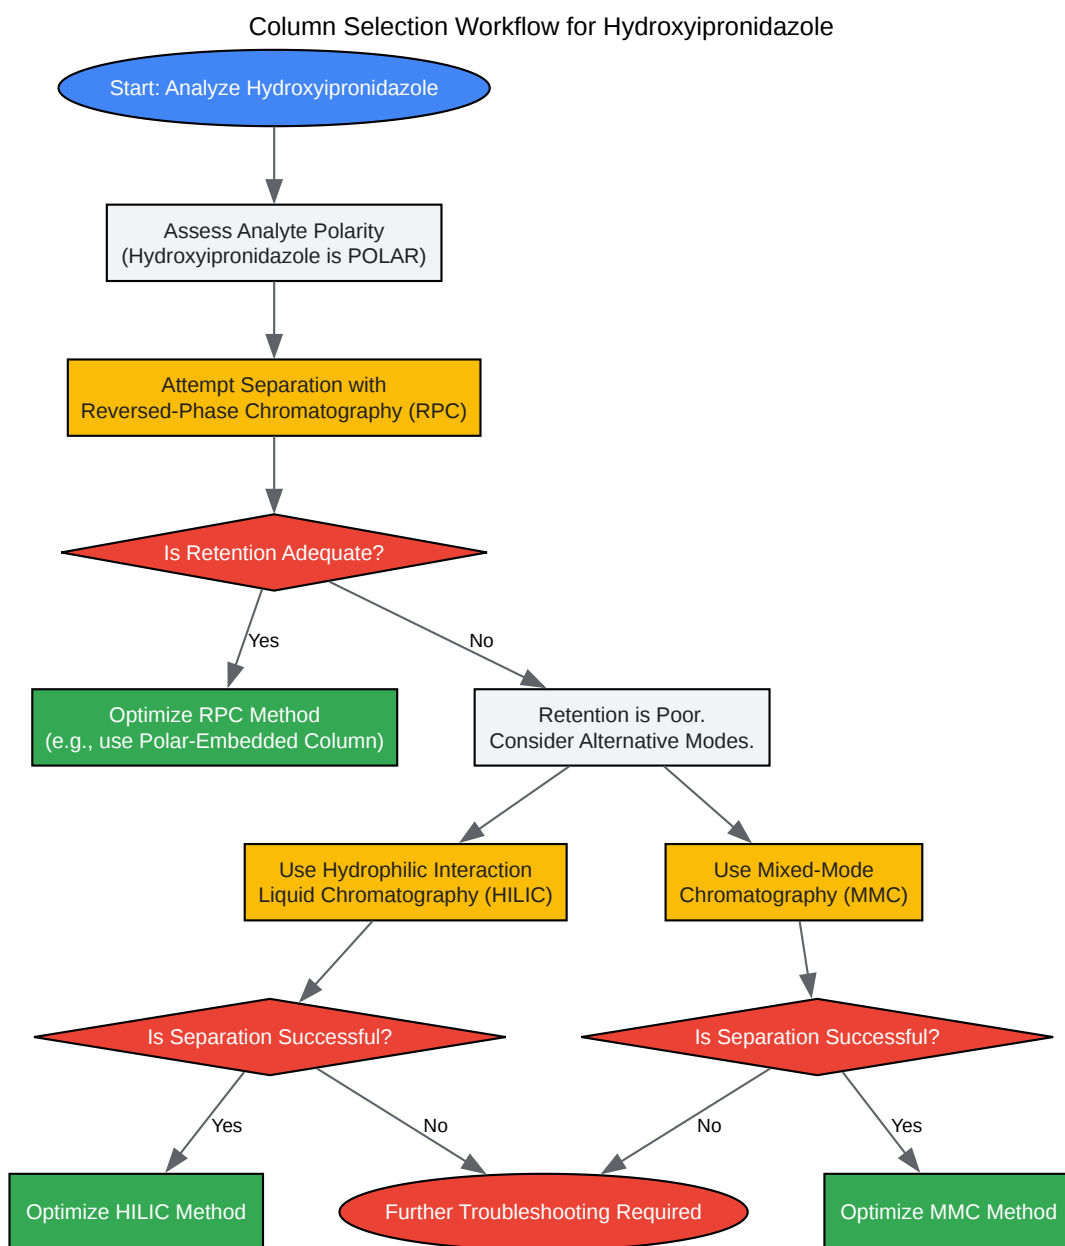 Column Selection Workflow for Hydroxyipronidazole
Start: Analyze Hydroxyipronidazole
Assess Analyte Polarity
(Hydroxyipronidazole is POLAR)
Attempt Separation with
Reversed-Phase Chromatography (RPC)
Is Retention Adequate?
Yes
No
Optimize RPC Method
(e.g., use Polar-Embedded Column)
Retention is Poor.
Consider Alternative Modes.
Use Hydrophilic Interaction
Liquid Chromatography (HILIC)
Use Mixed-Mode
Chromatography (MMC)
Is Separation Successful?
Is Separation Successful?
Yes
No
No
Yes
Optimize HILIC Method
Further Troubleshooting Required
Optimize MMC Method